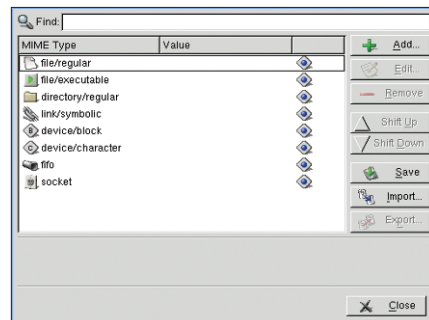 Find:
MIME Type Value
file/regular
file/executable
directory/regular
link/symbolic
B device/block
C device/character
fifo
socket
Add...
Edit...
Remove
Shift Up
Shift Down
Save
Import...
Export...
Close